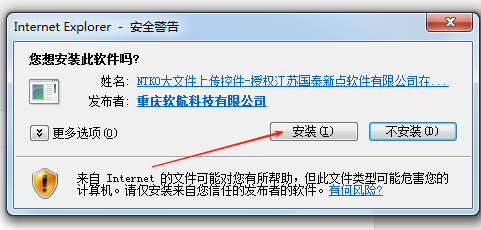 Internet Explorer - 安全警告
您想安装此软件吗?
姓名: NTKO大文件上传控件-授权江苏国泰新点软件有限公司在...
发布者: 重庆软航科技有限公司
更多选项(O) 安装(I) 不安装(D)
来自 Internet 的文件可能对您有所帮助，但此文件类型可能危害您的
计算机。请仅安装来自您信任的发布者的软件。有何风险?